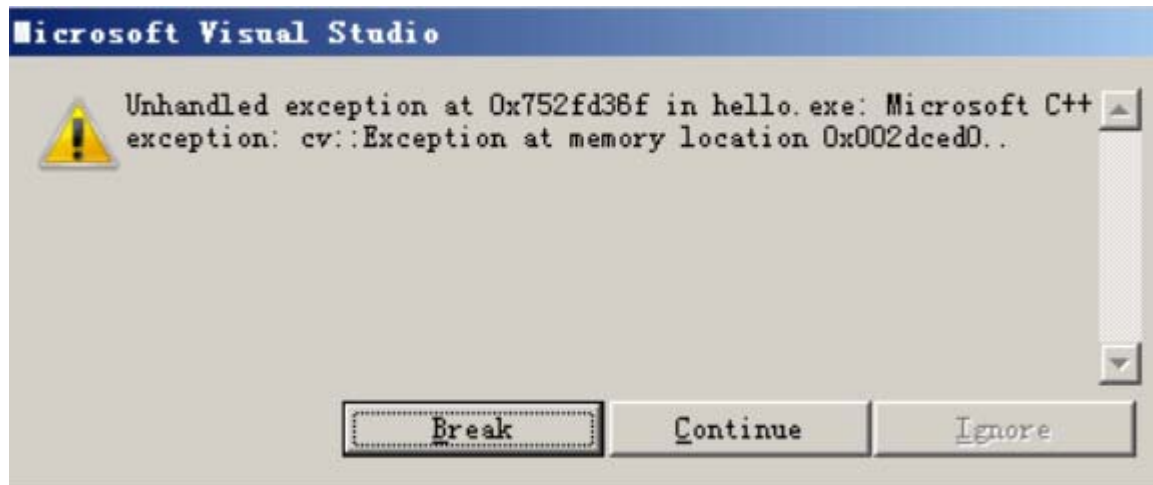 Microsoft Visual Studio
Unhandled exception at 0x752fd36f in hello.exe: Microsoft C++
exception: cv::Exception at memory location 0x002dced0..
Break
Continue
Ignore